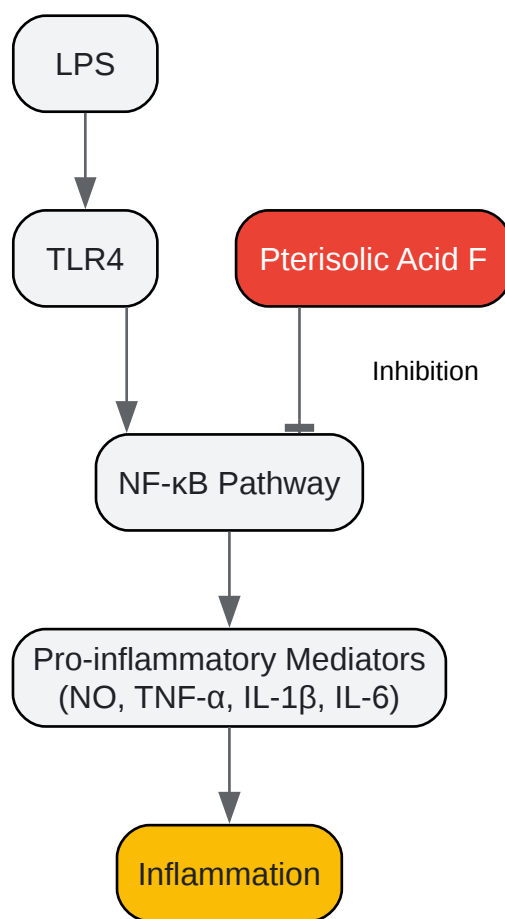 LPS
TLR4
Pterisolic Acid F
Inhibition
NF-κB Pathway
Pro-inflammatory Mediators
(NO, TNF-α, IL-1β, IL-6)
Inflammation